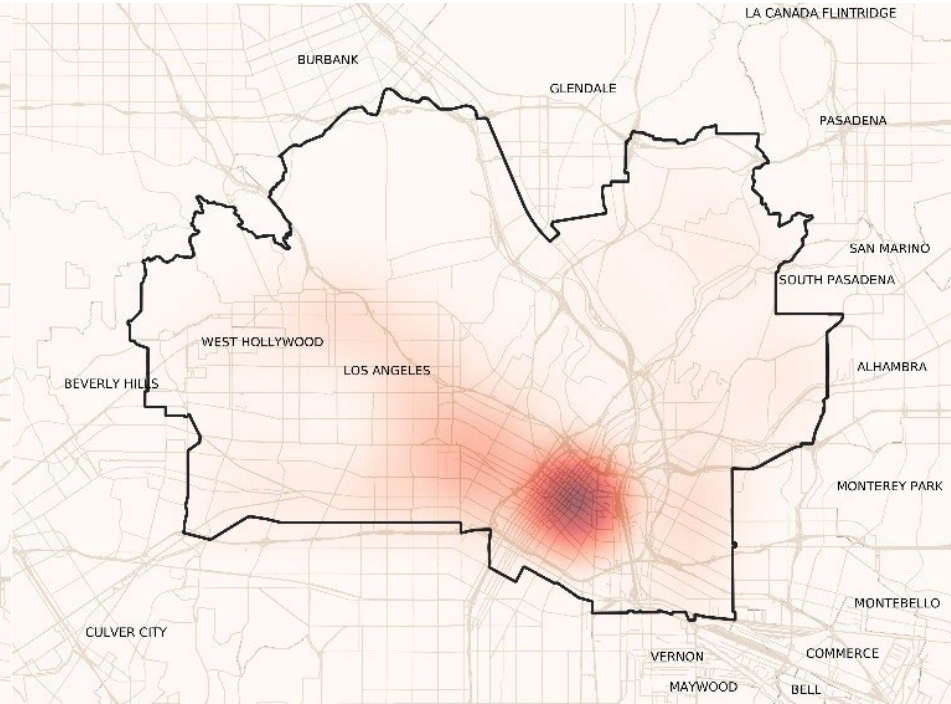 LA CANADA FLINTRIDGE
BURBANK
GLENDALE
PASADENA
SAN MARINO
SOUTH PASADENA
WEST HOLLYWOOD
LOS ANGELES
ALHAMBRA
BEVERLY HILLS
MONTEREY PARK
MONTEBELLO
CULVER CITY
COMMERCE
VERNON
MAYWOOD
BELL